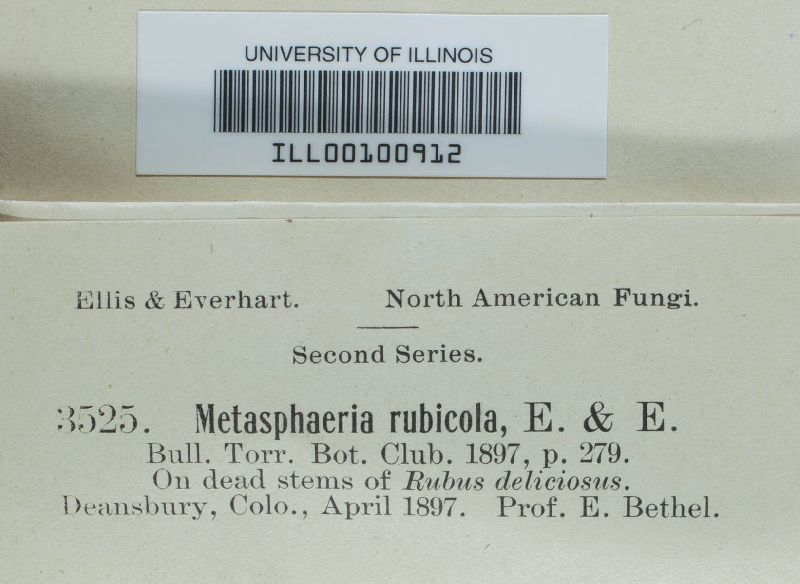 UNIVERSITY OF ILLINOIS
ILL00100912
Ellis & Everhart. North American Fungi.
Second Series.
3525. Metasphaeria rubicola, E. & E.
Bull. Torr. Bot. Club. 1897, p. 279.
On dead stems of Rubus deliciosus.
Deansbury, Colo., April 1897. Prof. E. Bethel.